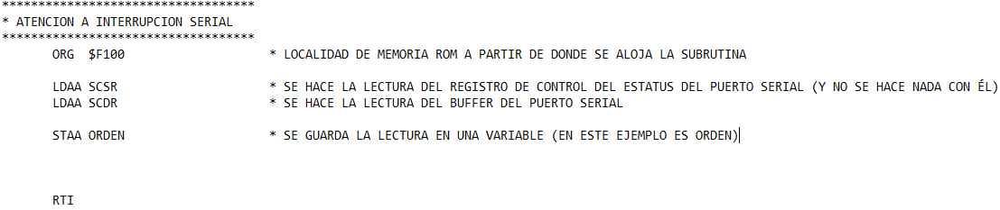 ***********************************
* ATENCION A INTERRUPCION SERIAL
***********************************
ORG $F100 * LOCALIDAD DE MEMORIA ROM A PARTIR DE DONDE SE ALOJA LA SUBRUTINA
LDAA SCSR * SE HACE LA LECTURA DEL REGISTRO DE CONTROL DEL ESTATUS DEL PUERTO SERIAL (Y NO SE HACE NADA CON ÉL)
LDAA SCDR * SE HACE LA LECTURA DEL BUFFER DEL PUERTO SERIAL
STAA ORDEN * SE GUARDA LA LECTURA EN UNA VARIABLE (EN ESTE EJEMPLO ES ORDEN)
RTI